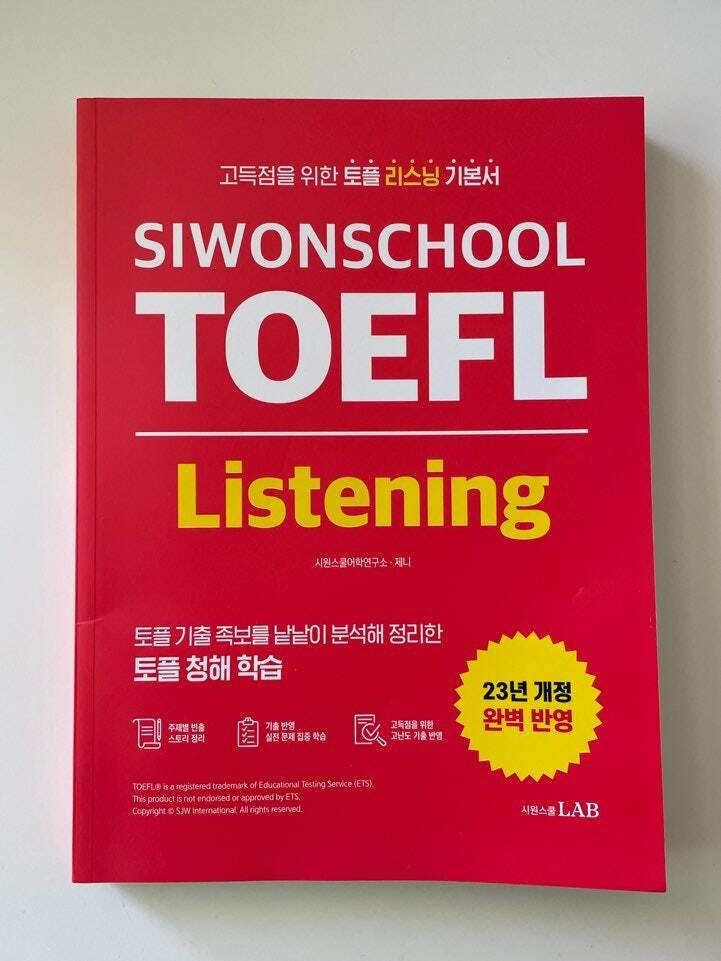 고득점을 위한 토플 리스닝 기본서
SIWONSCHOOL
TOEFL
Listening
시원스쿨어학연구소 · 제니
토플 기출 족보를 낱낱이 분석해 정리한
토플 청해 학습
23년 개정
완벽 반영
주제별 빈출
스토리 정리
기출 반영
실전 문제 집중 학습
고득점을 위한
고난도 기출 반영
TOEFL® is a registered trademark of Educational Testing Service (ETS).
This product is not endorsed or approved by ETS.
Copyright © SJW International. All rights reserved.
시원스쿨 LAB